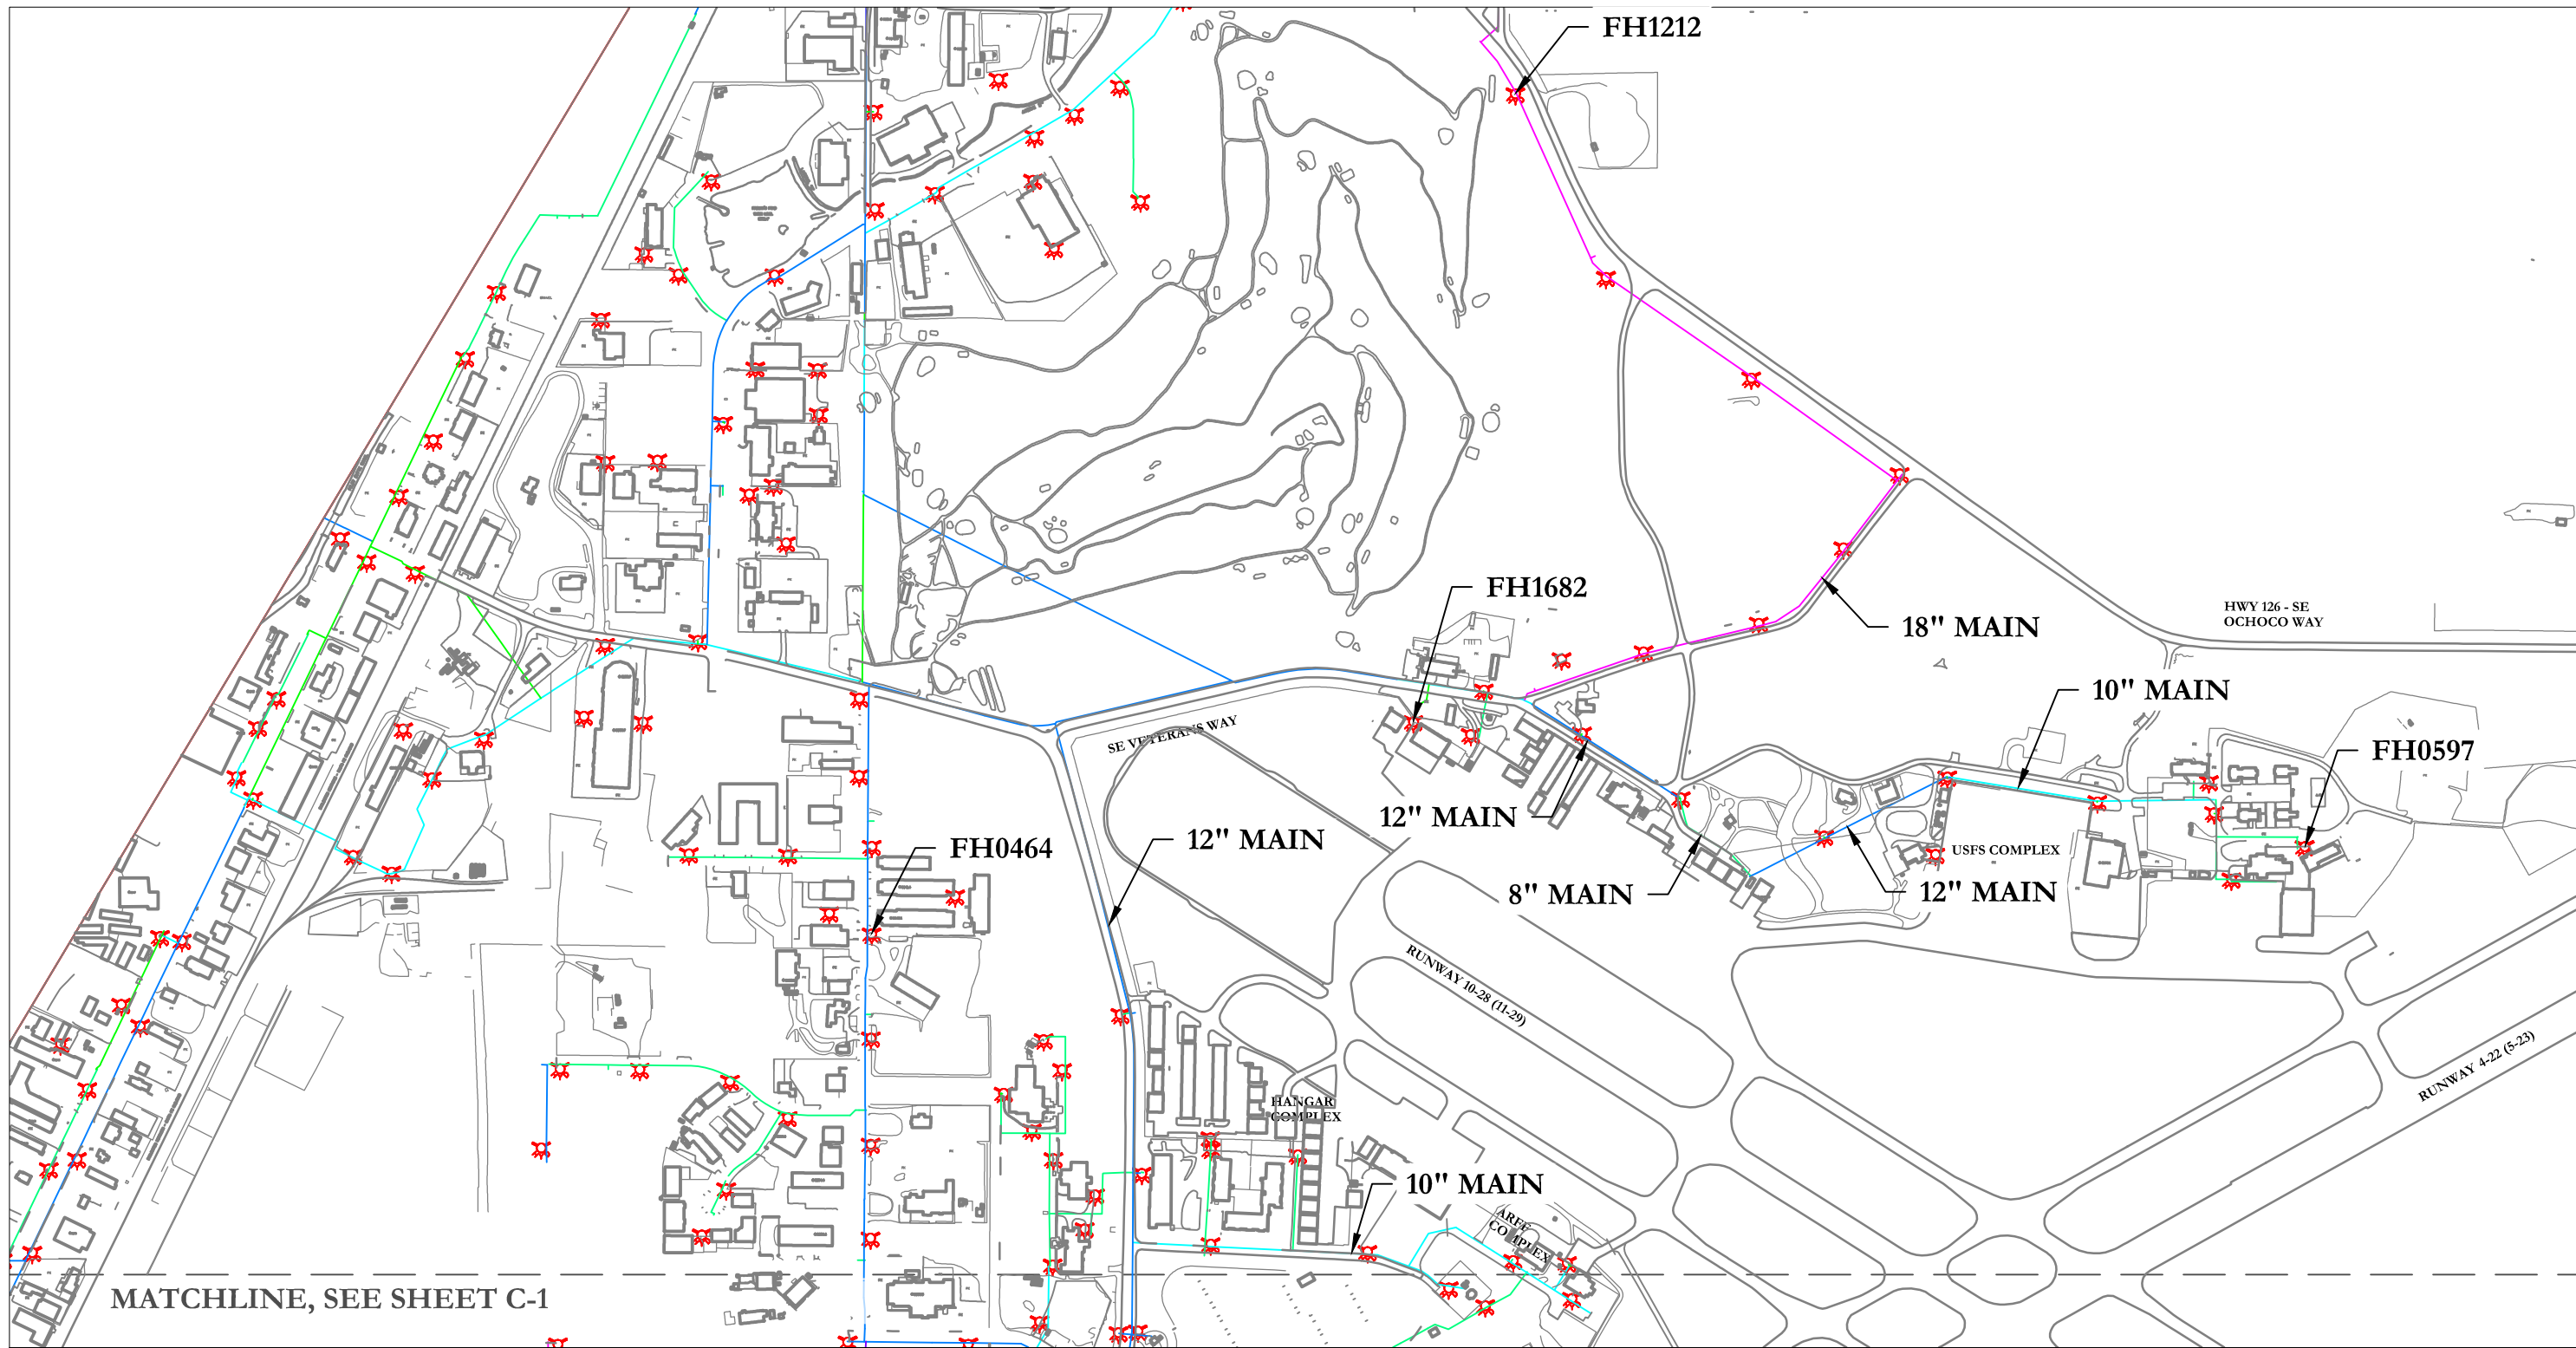 FH1212
FH1682
18" MAIN
HWY 126 - SE
OCHOCO WAY
10" MAIN
SE VETERANS WAY
FH0597
12" MAIN
12" MAIN
FH0464
USFS COMPLEX
8" MAIN
12" MAIN
RUNWAY 10-28 (11-29)
RUNWAY 4-22 (5-23)
HANGAR
COMPLEX
10" MAIN
ARFF
COMPLEX
MATCHLINE, SEE SHEET C-1